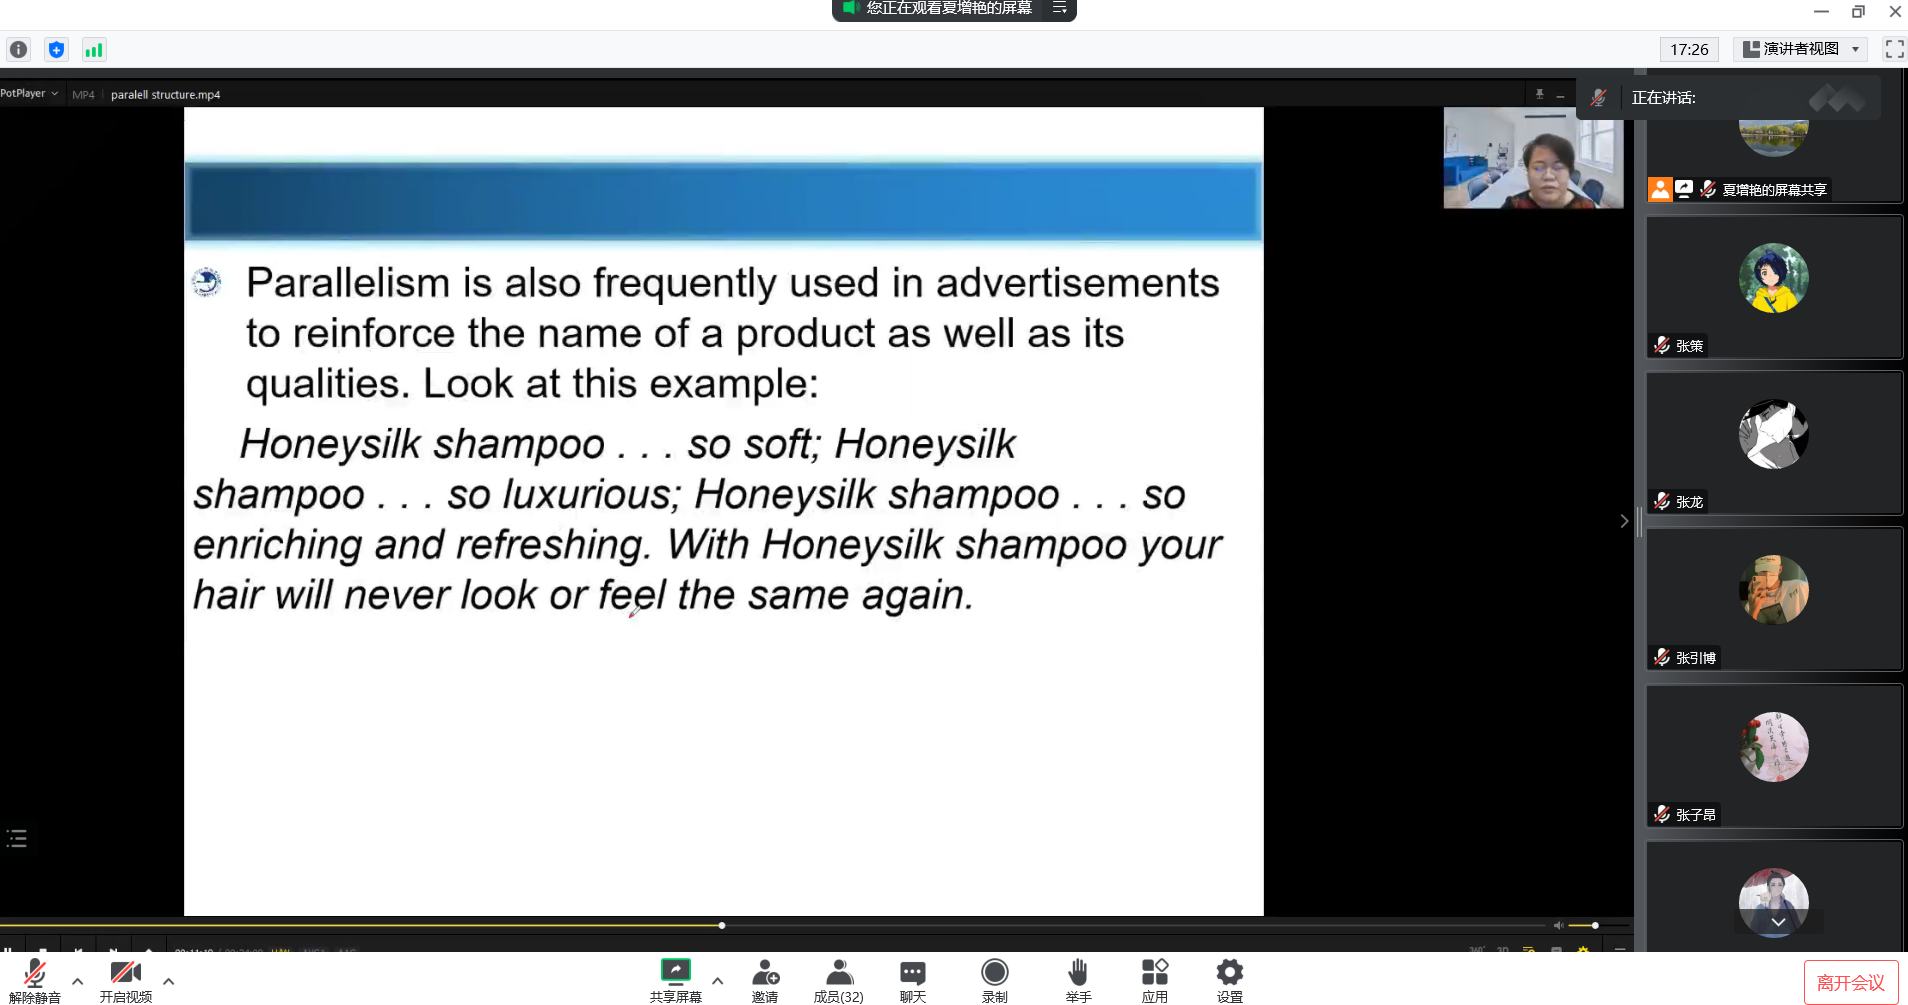 您正在观看夏增艳的屏幕
17:26
演讲者视图
PotPlayer
MP4
paralell structure.mp4
正在讲话:
Parallelism is also frequently used in advertisements
to reinforce the name of a product as well as its
qualities. Look at this example:
Honeysilk shampoo . . . so soft; Honeysilk
shampoo . . . so luxurious; Honeysilk shampoo . . . so
enriching and refreshing. With Honeysilk shampoo your
hair will never look or feel the same again.
夏增艳的屏幕共享
张策
张龙
张引博
张子昂
解除静音
开启视频
共享屏幕
邀请
成员(32)
聊天
录制
举手
应用
设置
离开会议